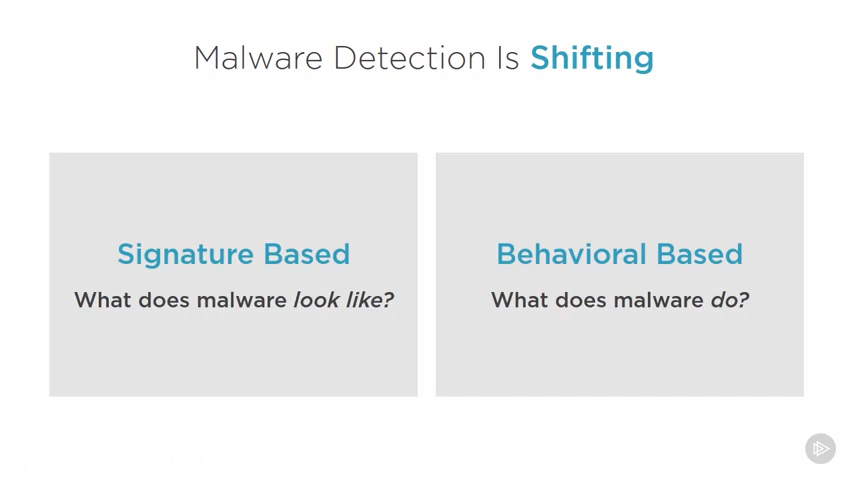 Malware Detection Is Shifting
Signature Based
What does malware look like?
Behavioral Based
What does malware do?